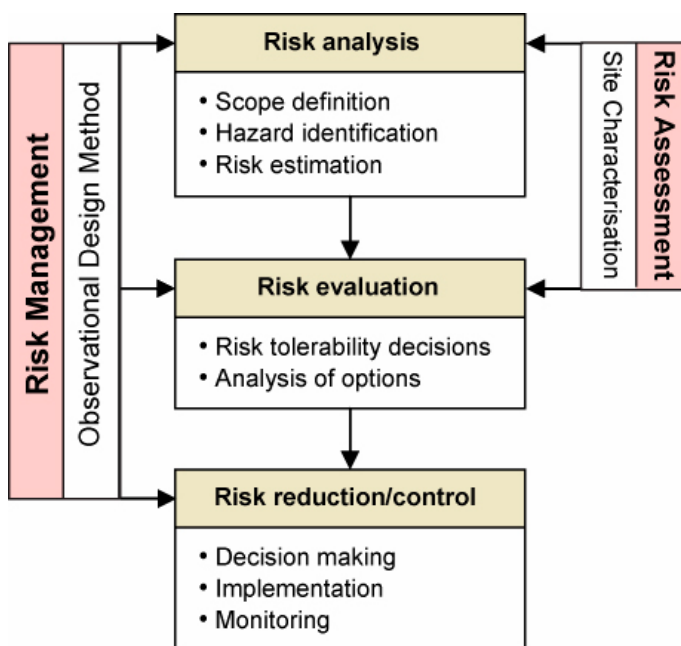 Risk Management
Observational Design Method
Risk analysis
• Scope definition
• Hazard identification
• Risk estimation
Risk evaluation
• Risk tolerability decisions
• Analysis of options
Risk reduction/control
• Decision making
• Implementation
• Monitoring
Site Characterisation
Risk Assessment